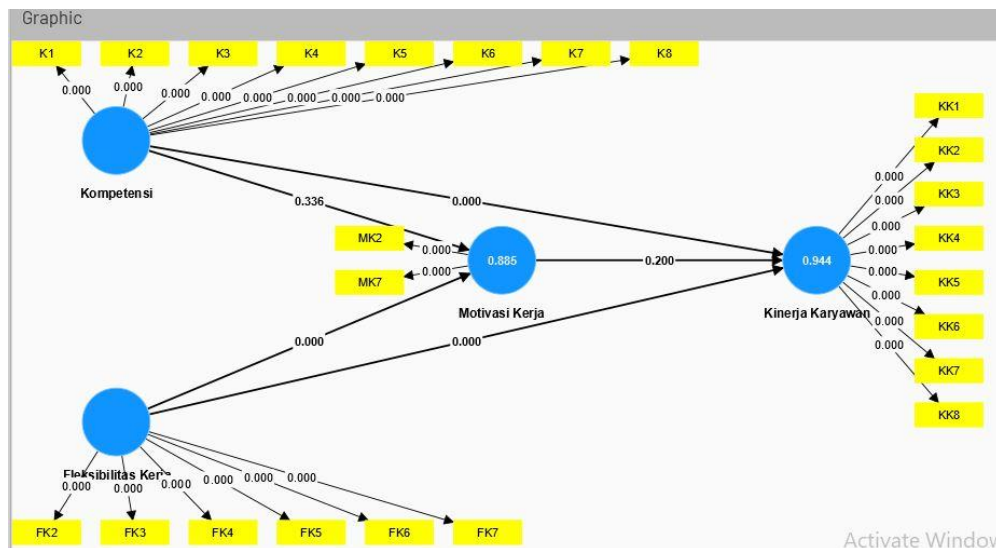 Graphic
K1 K2 K3 K4 K5 K6 K7 K8
0.000 0.000 0.000 0.000 0.000 0.000 0.000 0.000
Kompetensi
KK1
KK2
KK3
KK4
KK5
KK6
KK7
KK8
0.000
0.000
0.000
0.000
0.000
0.000
0.000
0.000
0.336
0.000
MK2
MK7
0.000
0.000
0.885
0.200
0.944
Motivasi Kerja
Kinerja Karyawan
0.000
0.000
Fleksibilitas Kerja
0.000 0.000 0.000 0.000 0.000 0.000
FK2 FK3 FK4 FK5 FK6 FK7
Activate Window